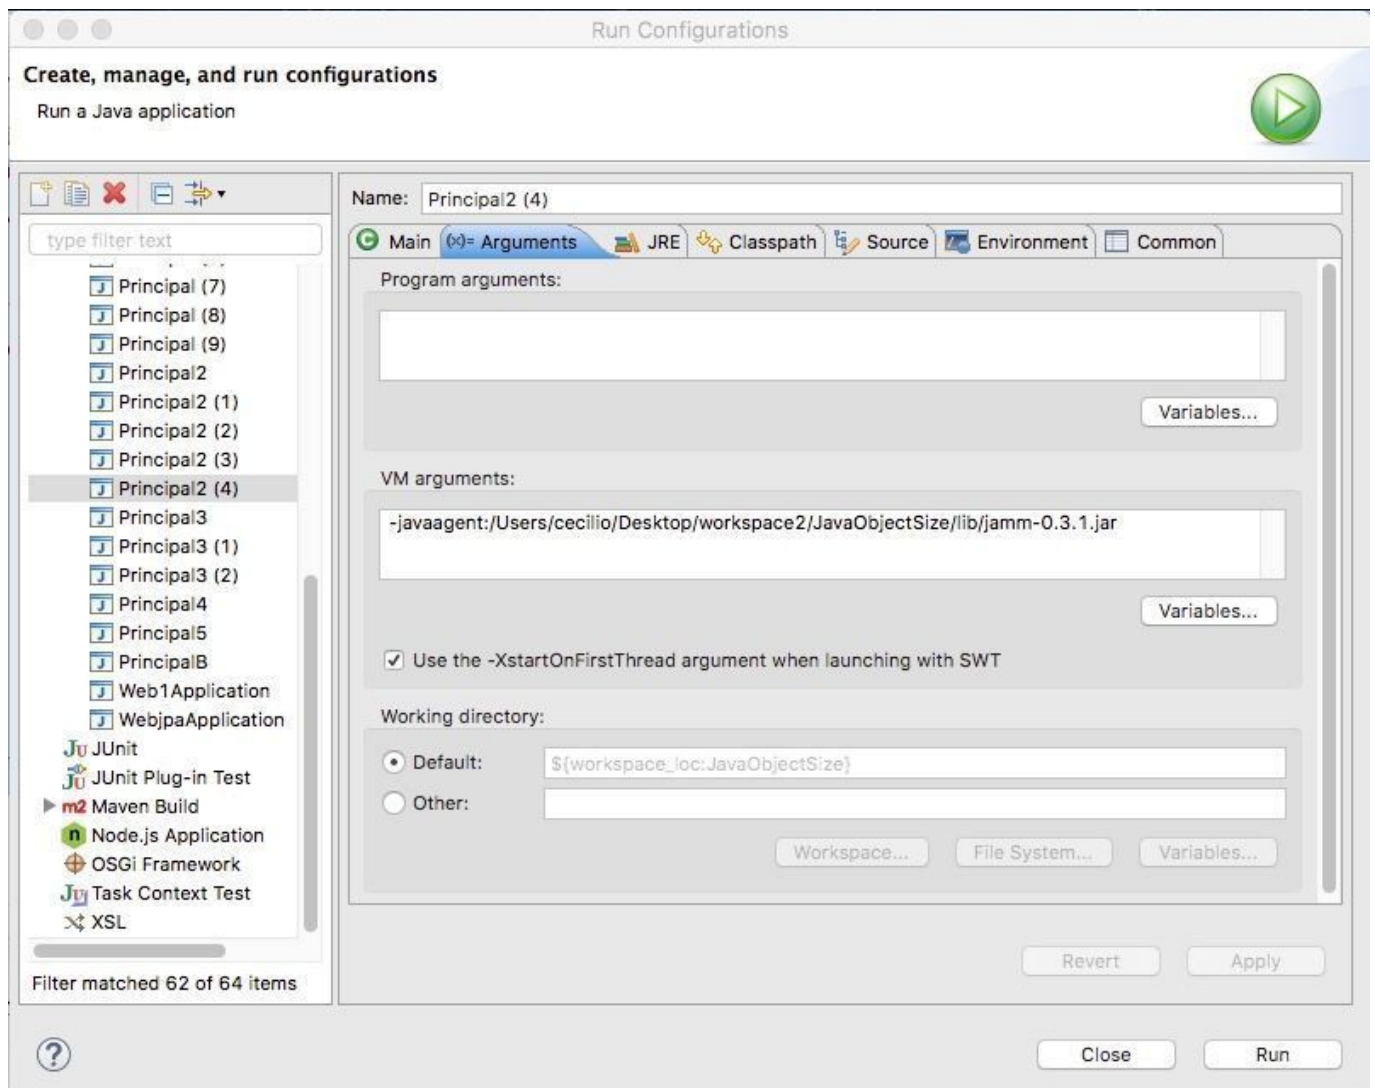 Run Configurations
Create, manage, and run configurations
Run a Java application
Name: Principal2 (4)
type filter text
Main (x)= Arguments JRE Classpath Source Environment Common
Principal (7)
Principal (8)
Principal (9)
Principal2
Principal2 (1)
Principal2 (2)
Principal2 (3)
Principal2 (4)
Principal3
Principal3 (1)
Principal3 (2)
Principal4
Principal5
PrincipalB
Web1Application
WebjpaApplication
JUnit
JUnit Plug-in Test
m2 Maven Build
Node.js Application
OSGi Framework
Task Context Test
XSL
Filter matched 62 of 64 items
Program arguments:
Variables...
VM arguments:
-javaagent:/Users/cecilio/Desktop/workspace2/JavaObjectSize/lib/jamm-0.3.1.jar
Variables...
Use the -XstartOnFirstThread argument when launching with SWT
Working directory:
Default: ${workspace_loc:JavaObjectSize}
Other:
Workspace... File System... Variables...
Revert Apply
? Close Run